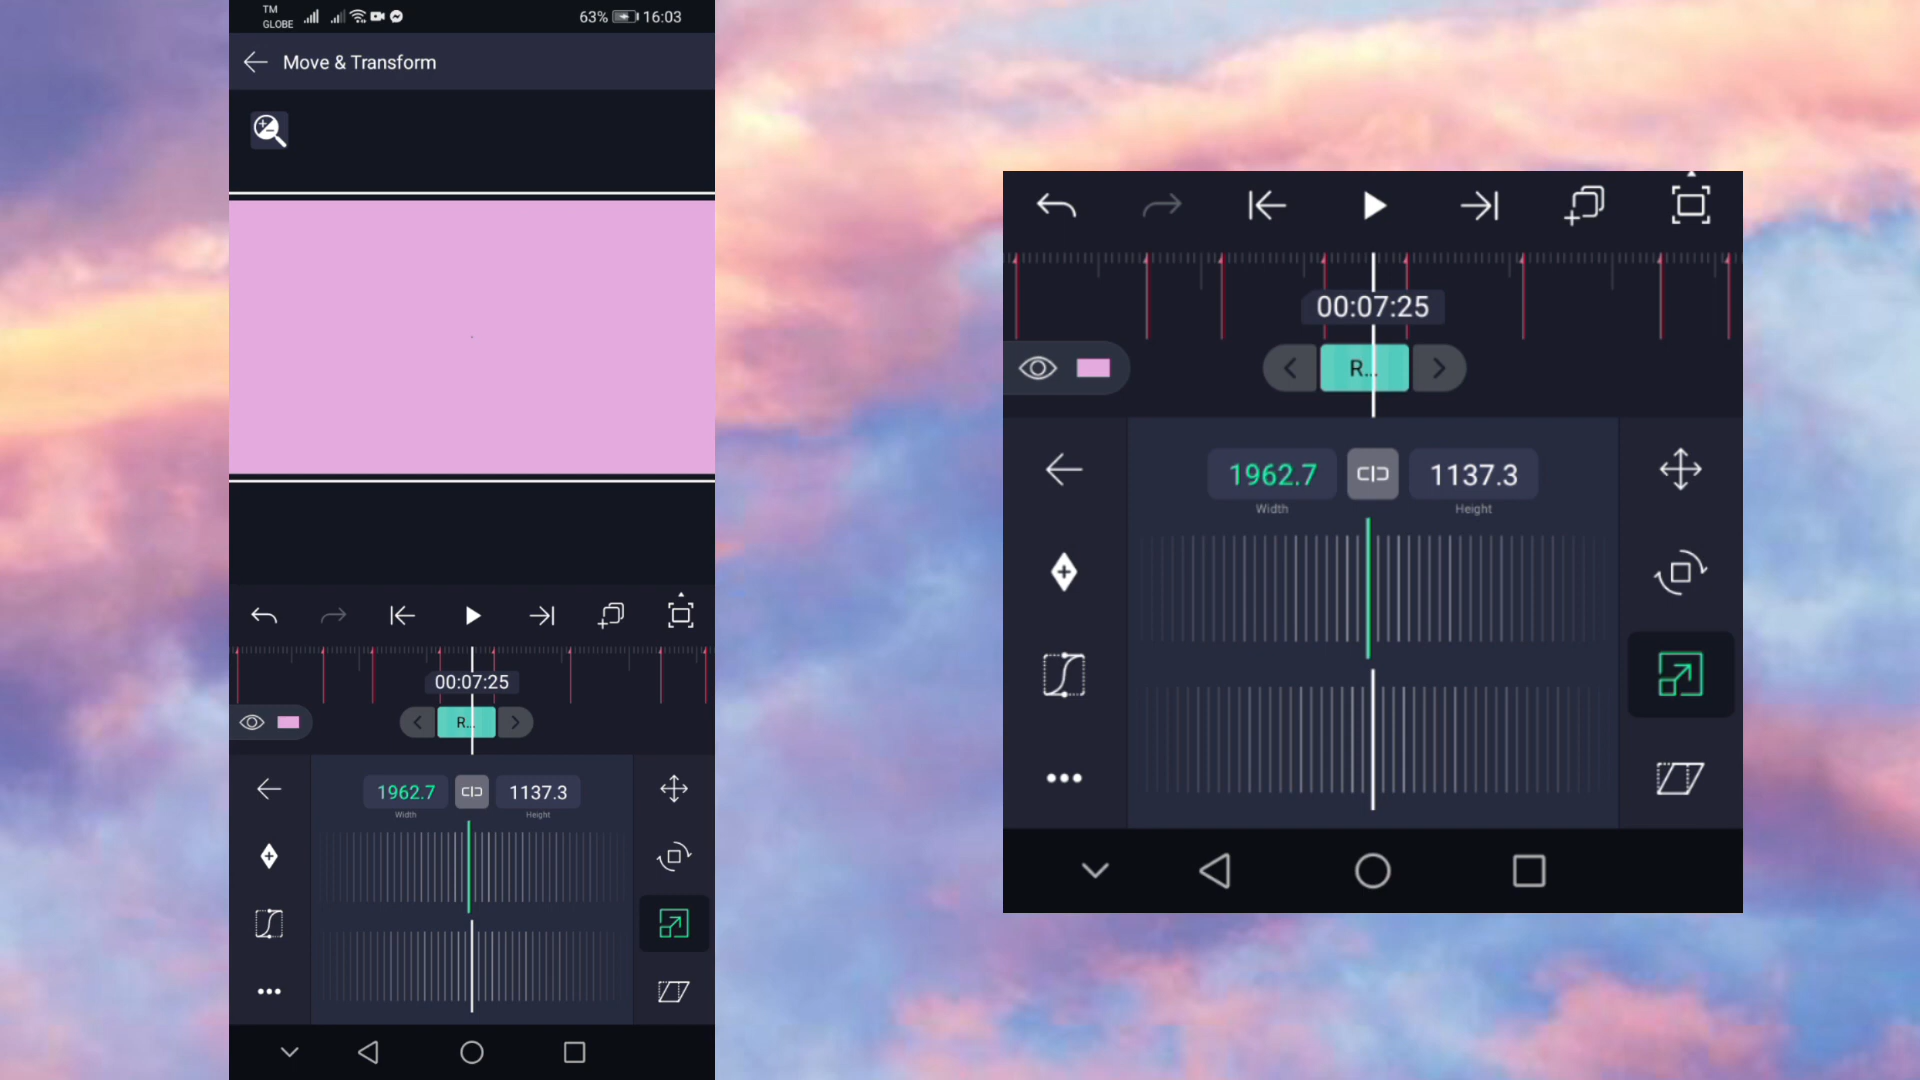 TM
GLOBE
63% 16:03
Move & Transform
00:07:25
R...
1962.7 1137.3
Width Height
00:07:25
R...
1962.7 1137.3
Width Height